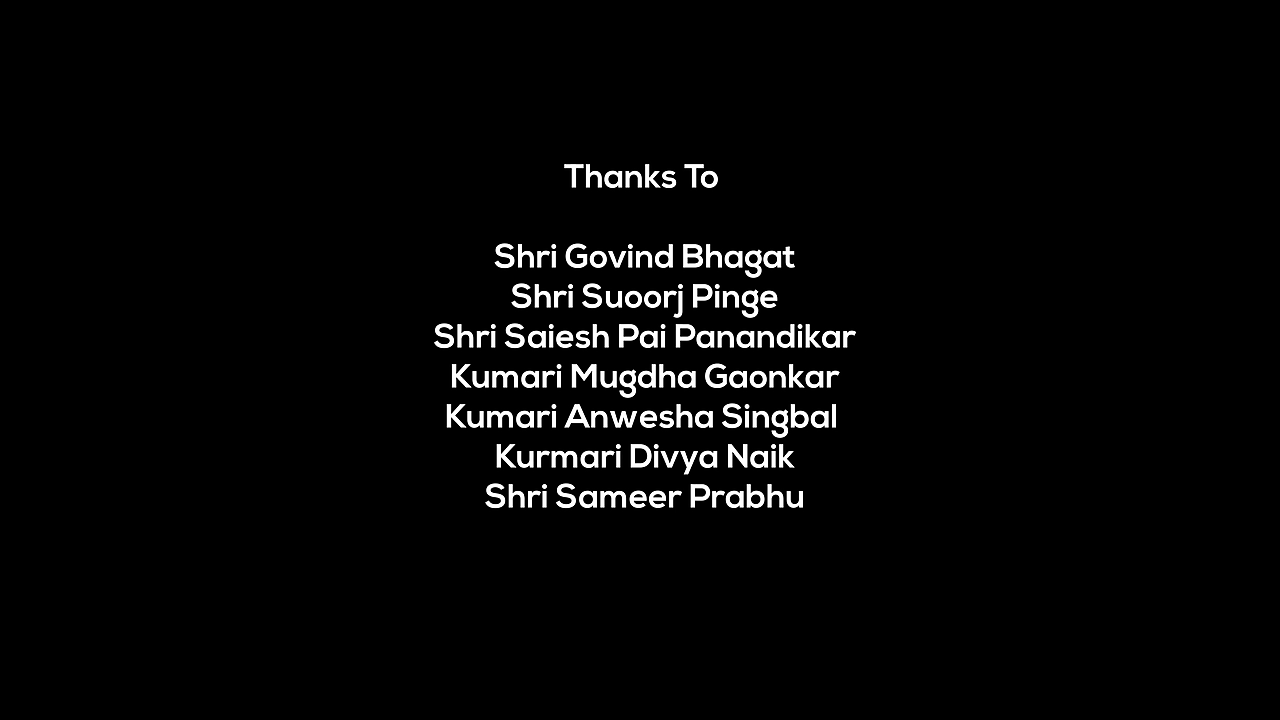 Thanks To
Shri Govind Bhagat
Shri Suoorj Pinge
Shri Saiesh Pai Panandikar
Kumari Mugdha Gaonkar
Kumari Anwesha Singbal
Kurmari Divya Naik
Shri Sameer Prabhu